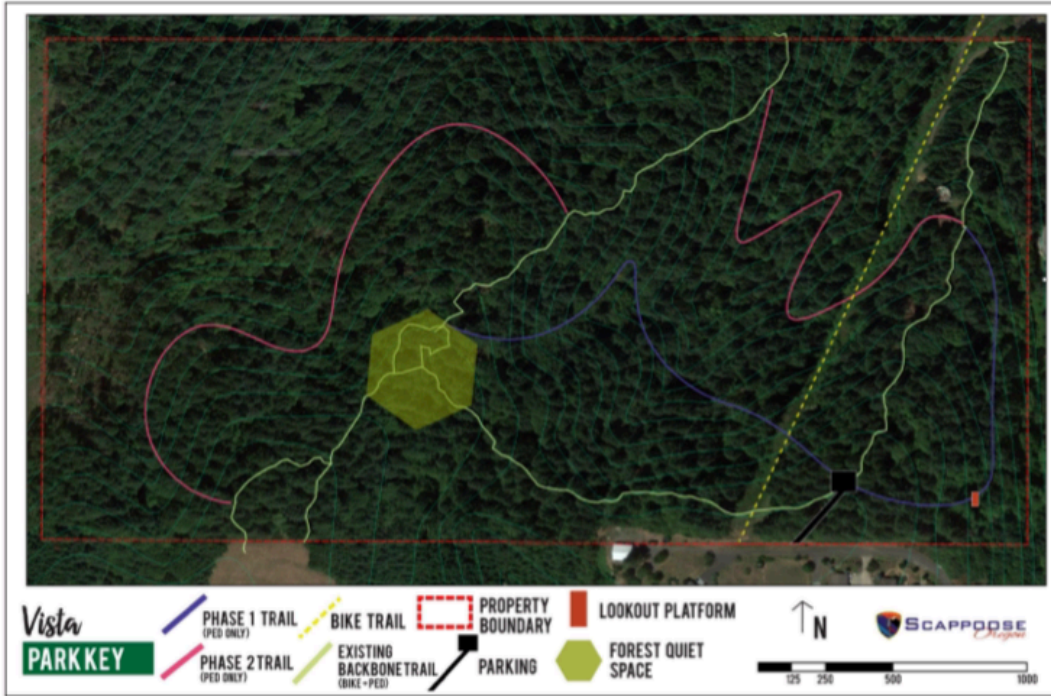 Vista
PARK KEY
PHASE 1 TRAIL
(PED ONLY)
PHASE 2 TRAIL
(PED ONLY)
BIKE TRAIL
EXISTING
BACKBONE TRAIL
(BIKE + PED)
PROPERTY
BOUNDARY
PARKING
LOOKOUT PLATFORM
FOREST QUIET
SPACE
N
SCAPPOOSE
Oregon
125 250 500 1000